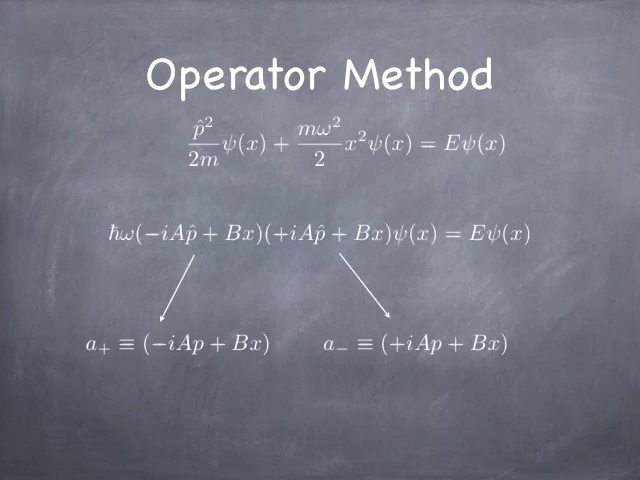 Operator Method
\frac{\hat{p}^2}{2m}\psi(x) + \frac{m\omega^2}{2}x^2\psi(x) = E\psi(x)
\hbar\omega(-iA\hat{p} + Bx)(+iA\hat{p} + Bx)\psi(x) = E\psi(x)
a_+ \equiv (-iAp + Bx) a_- \equiv (+iAp + Bx)